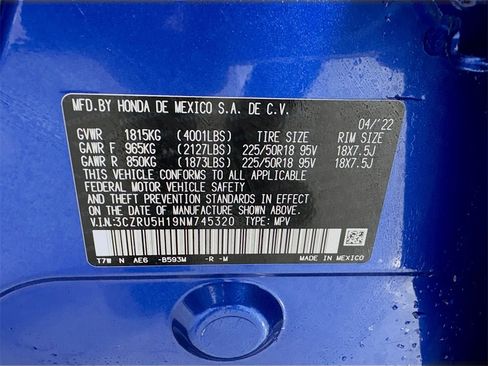 MFD.BY HONDA DE MEXICO S.A. DE C.V.
04/'22
GVWR 1815KG (4001LBS) TIRE SIZE RIM SIZE
GAWR F 965KG (2127LBS) 225/50R18 95V 18X7.5J
GAWR R 850KG (1873LBS) 225/50R18 95V 18X7.5J
THIS VEHICLE CONFORMS TO ALL APPLICABLE
FEDERAL MOTOR VEHICLE SAFETY
AND THEFT PREVENTION STANDARDS IN EFFECT
ON THE DATE OF MANUFACTURE SHOWN ABOVE.
V.I.N:3CZRU5H19NM745320 TYPE: MPV
T7W N AE6 -B593M -R -M MADE IN MEXICO